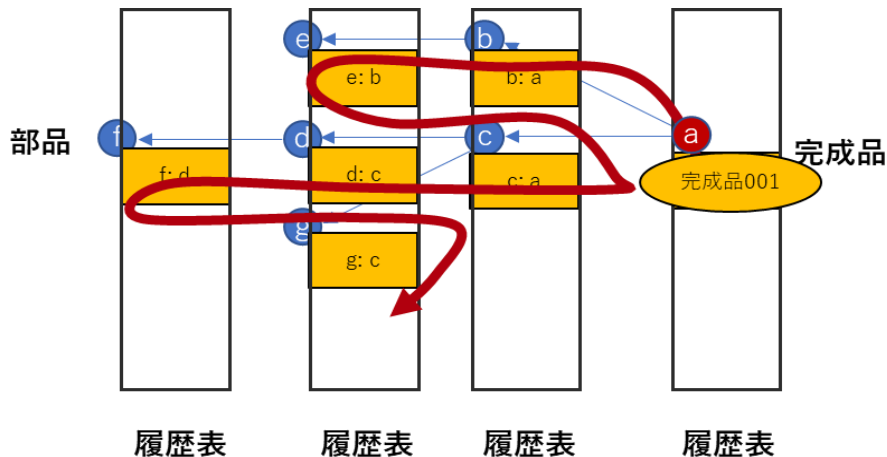 e
b
e: b
b: a
部品
f
d
c
a
完成品
f: d
d: c
c: a
完成品001
g
g: c
履歴表
履歴表
履歴表
履歴表